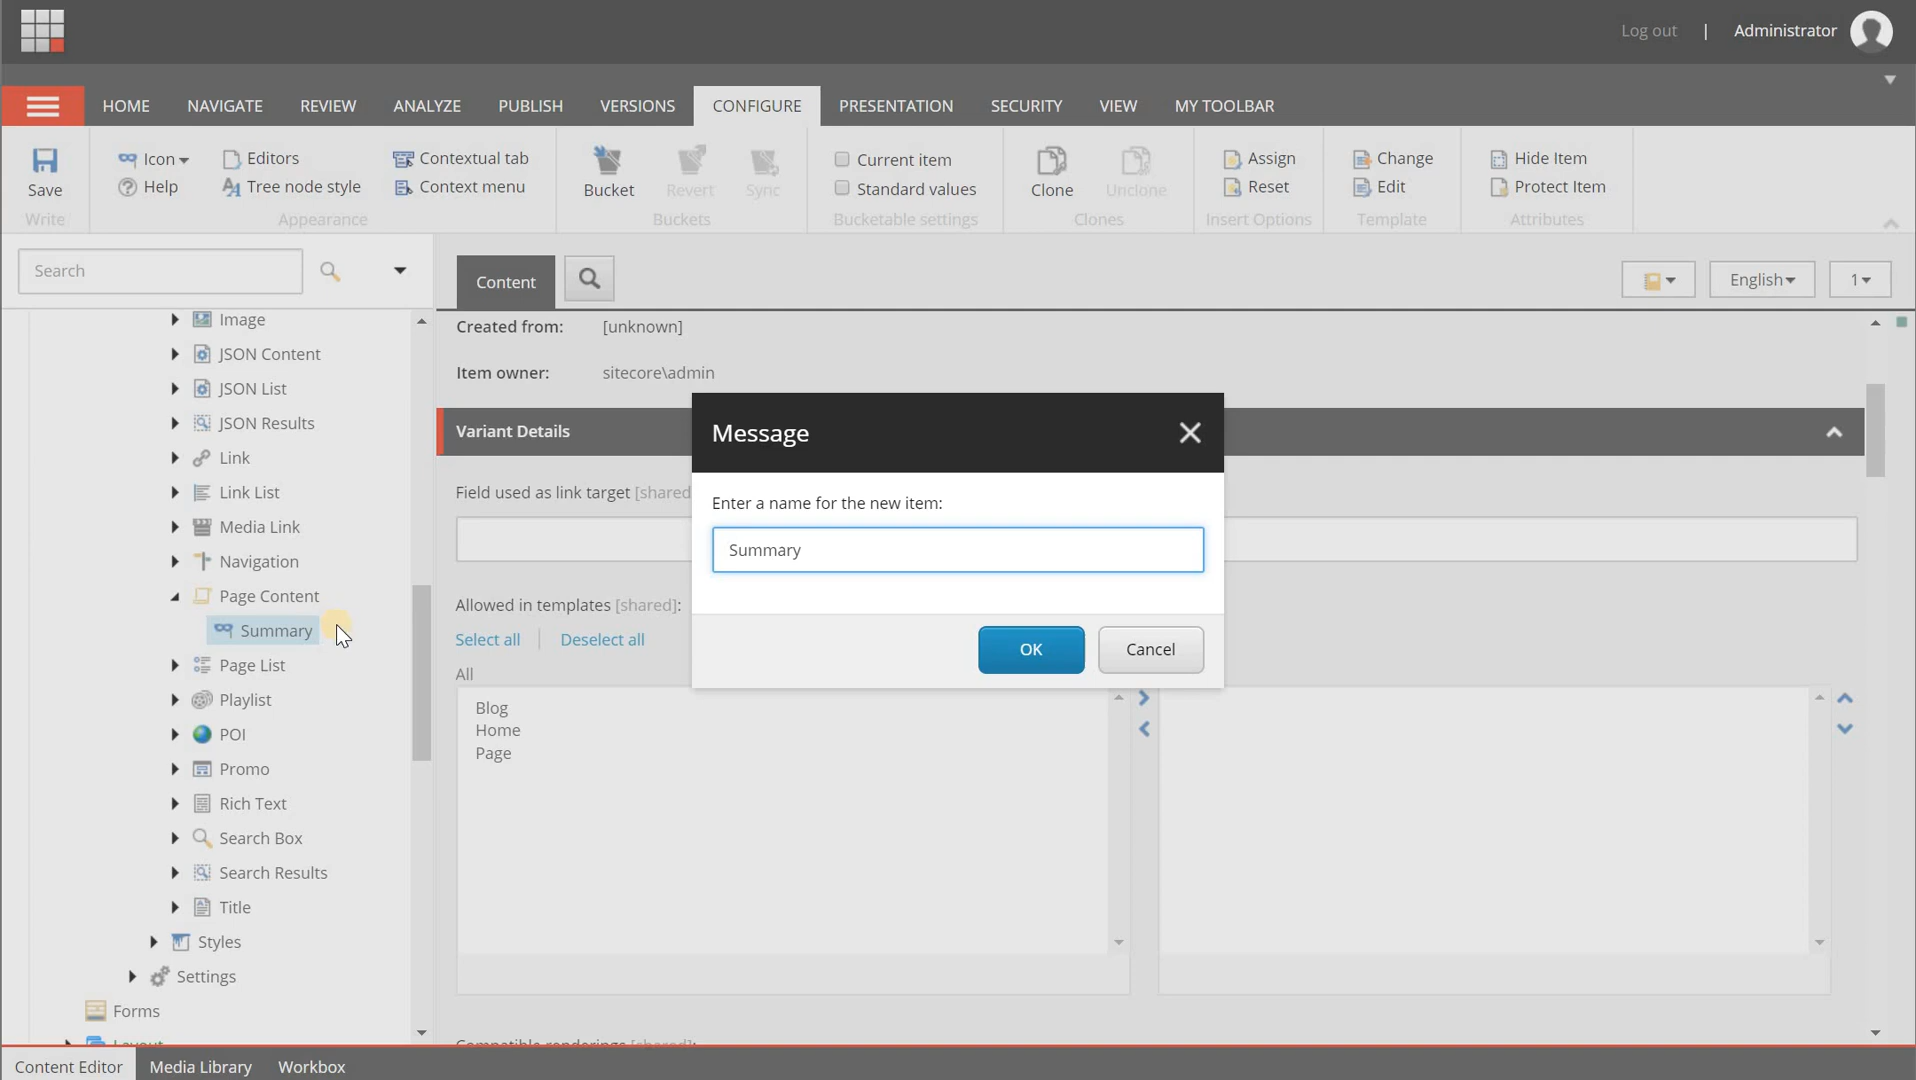 Log out | Administrator
HOME NAVIGATE REVIEW ANALYZE PUBLISH VERSIONS CONFIGURE PRESENTATION SECURITY VIEW MY TOOLBAR
Save
Write
Icon
Help
Editors
Tree node style
Contextual tab
Context menu
Appearance
Bucket
Revert
Sync
Buckets
Current item
Standard values
Bucketable settings
Clone
Unclone
Clones
Assign
Reset
Insert Options
Change
Edit
Template
Hide Item
Protect Item
Attributes
Search
Image
JSON Content
JSON List
JSON Results
Link
Link List
Media Link
Navigation
Page Content
Summary
Page List
Playlist
POI
Promo
Rich Text
Search Box
Search Results
Title
Styles
Settings
Forms
Layout
Content
English
1
Created from: [unknown]
Item owner: sitecore\admin
Variant Details
Field used as link target [shared
Allowed in templates [shared]:
Select all
Deselect all
All
Blog
Home
Page
Compatible renderings [shared]:
Message
Enter a name for the new item:
Summary
OK
Cancel
Content Editor Media Library Workbox